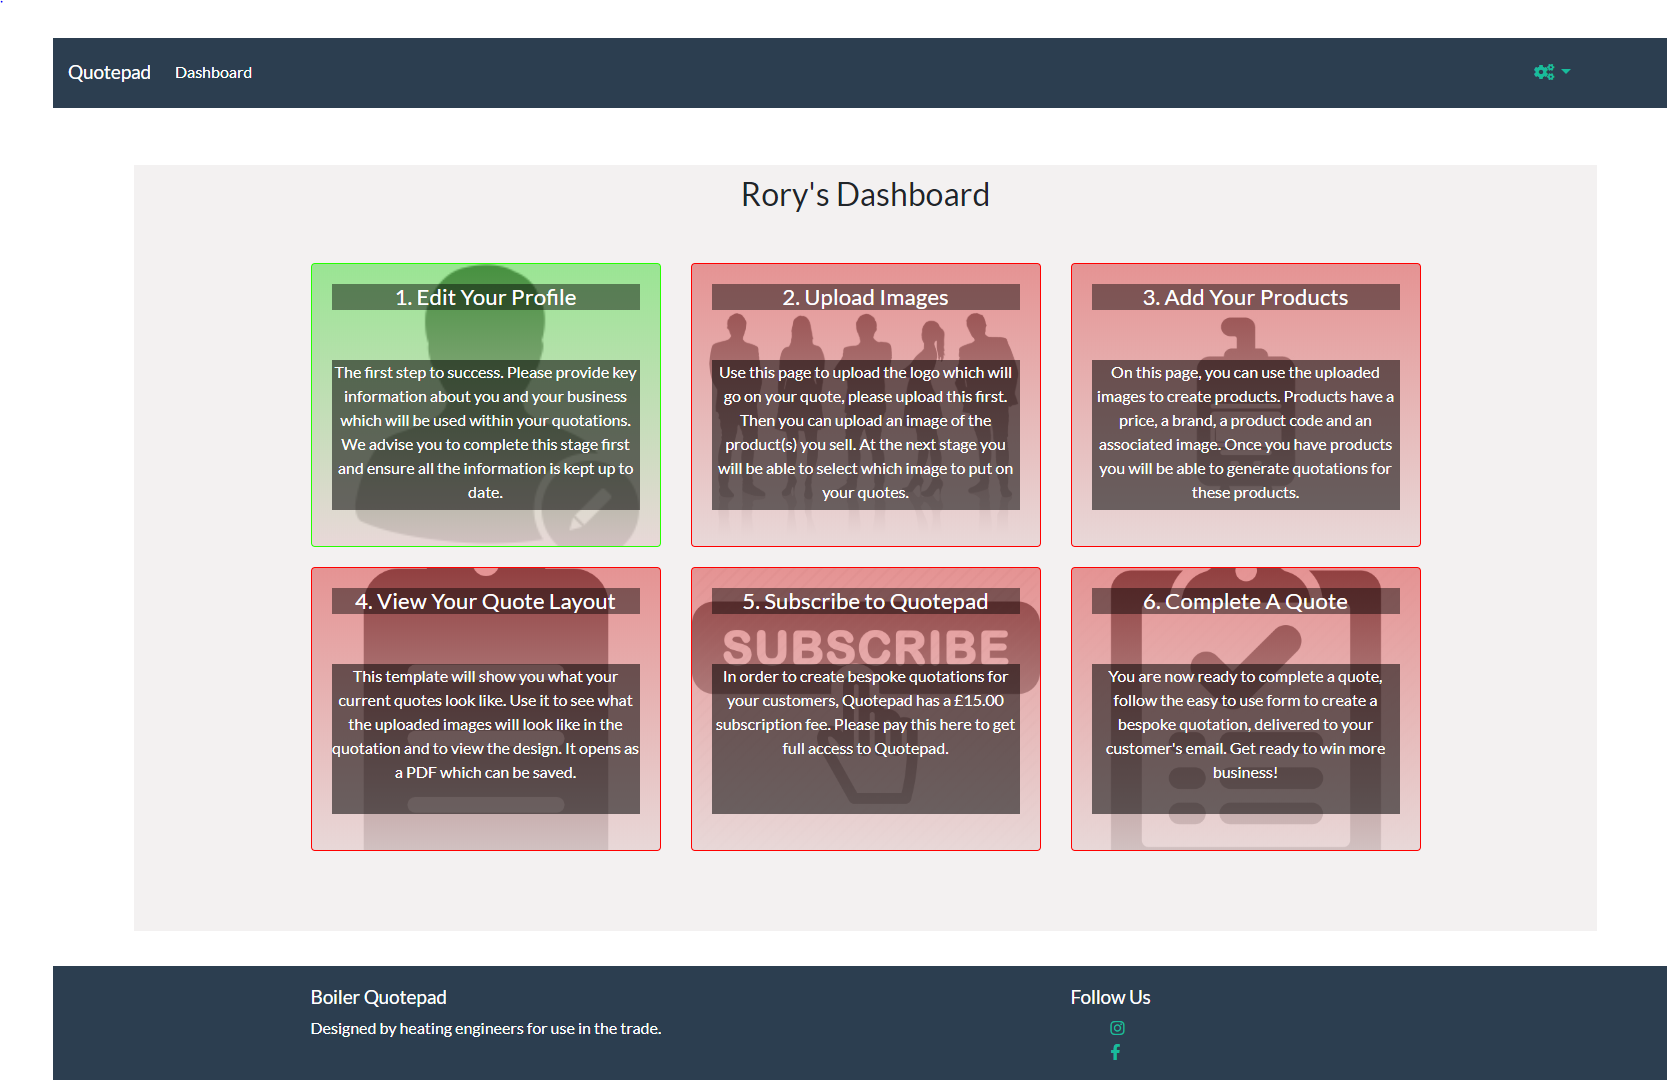 Quotepad Dashboard
Rory's Dashboard
1. Edit Your Profile
The first step to success. Please provide key
information about you and your business
which will be used within your quotations.
We advise you to complete this stage first
and ensure all the information is kept up to
date.
2. Upload Images
Use this page to upload the logo which will
go on your quote, please upload this first.
Then you can upload an image of the
product(s) you sell. At the next stage you
will be able to select which image to put on
your quotes.
3. Add Your Products
On this page, you can use the uploaded
images to create products. Products have a
price, a brand, a product code and an
associated image. Once you have products
you will be able to generate quotations for
these products.
4. View Your Quote Layout
This template will show you what your
current quotes look like. Use it to see what
the uploaded images will look like in the
quotation and to view the design. It opens as
a PDF which can be saved.
5. Subscribe to Quotepad
SUBSCRIBE
In order to create bespoke quotations for
your customers, Quotepad has a £15.00
subscription fee. Please pay this here to get
full access to Quotepad.
6. Complete A Quote
You are now ready to complete a quote,
follow the easy to use form to create a
bespoke quotation, delivered to your
customer's email. Get ready to win more
business!
Boiler Quotepad
Designed by heating engineers for use in the trade.
Follow Us